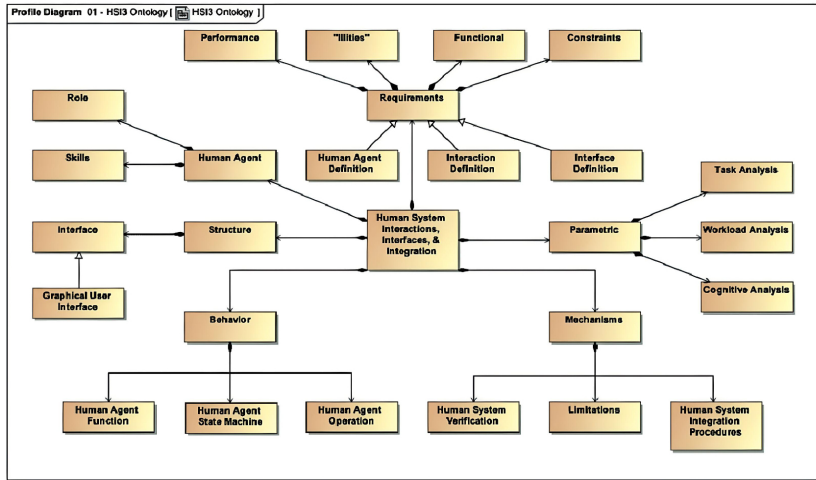 Profile Diagram 01 - HSI3 Ontology [ HSI3 Ontology ]
Performance
"Ilities"
Functional
Constraints
Role
Requirements
Skills
Human Agent
Human Agent
Definition
Interaction
Definition
Interface
Definition
Task Analysis
Interface
Structure
Human System
Interactions,
Interfaces, &
Integration
Parametric
Workload Analysis
Graphical User
Interface
Cognitive Analysis
Behavior
Mechanisms
Human Agent
Function
Human Agent
State Machine
Human Agent
Operation
Human System
Verification
Limitations
Human System
Integration
Procedures